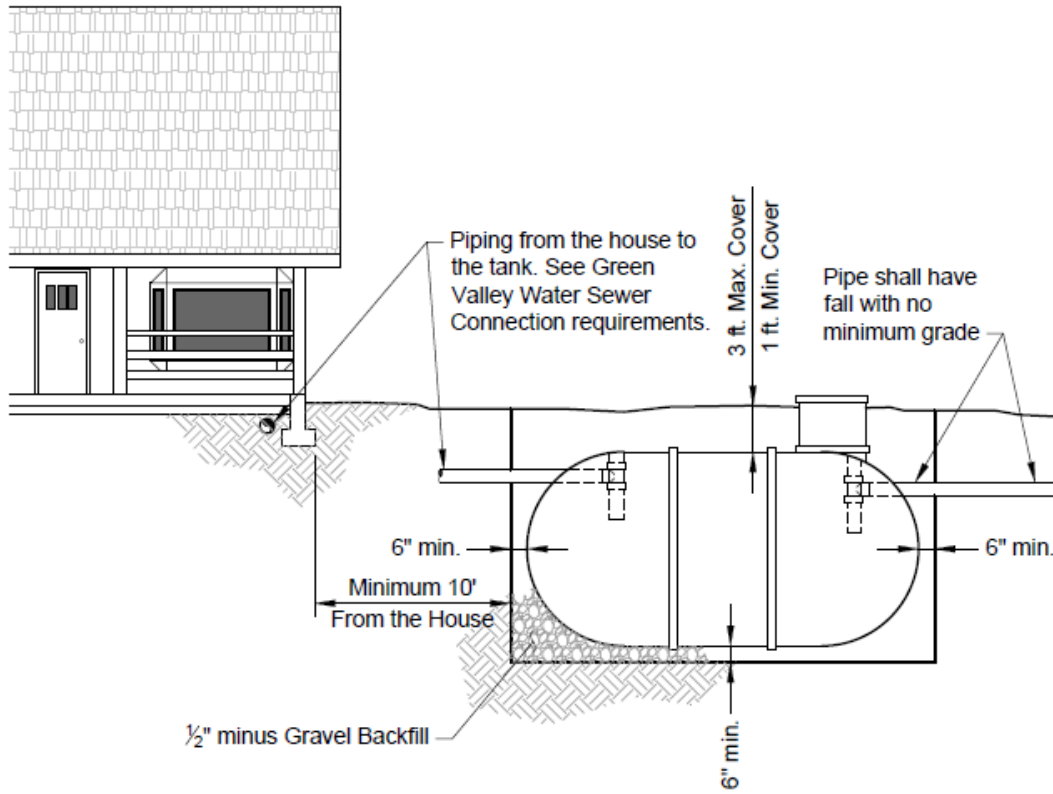 Piping from the house to
the tank. See Green
Valley Water Sewer
Connection requirements.
3 ft. Max. Cover
1 ft. Min. Cover
Pipe shall have
fall with no
minimum grade
6" min.
6" min.
Minimum 10'
From the House
½" minus Gravel Backfill
6" min.